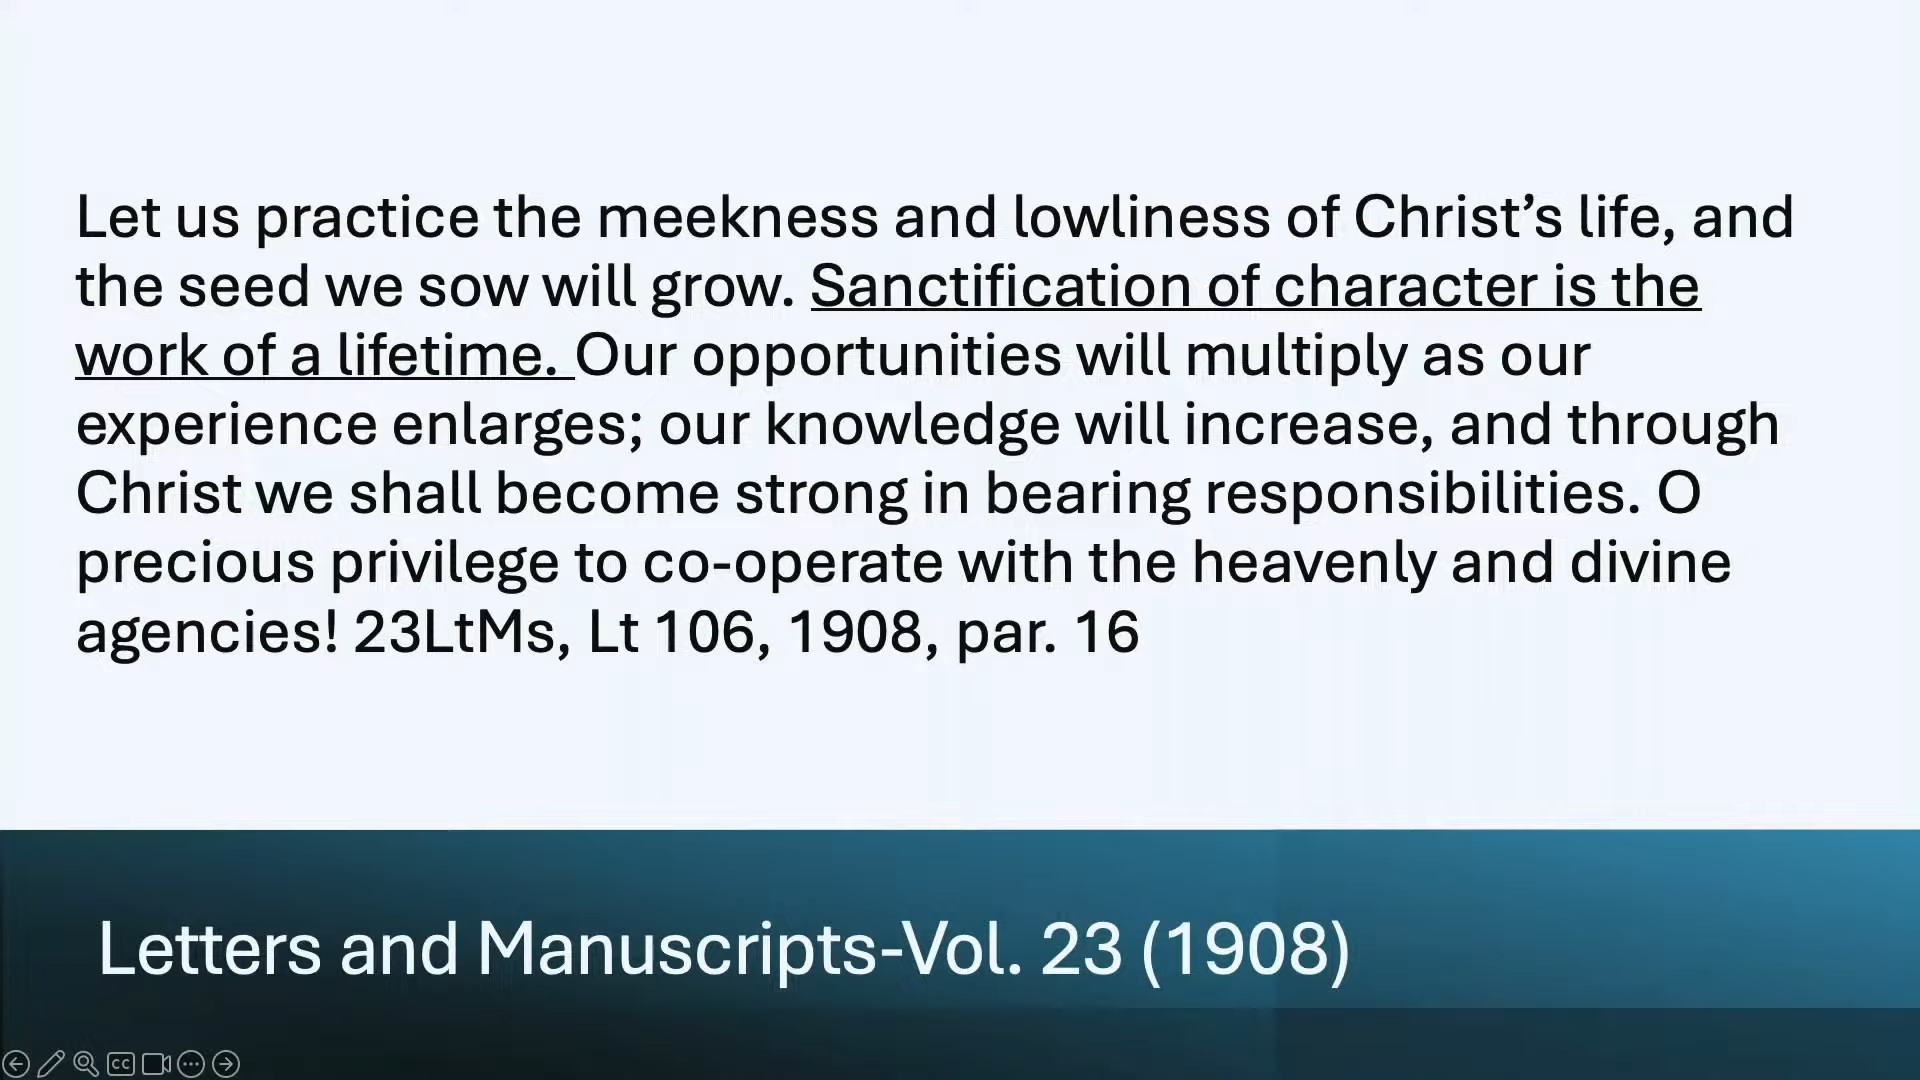 Let us practice the meekness and lowliness of Christ’s life, and
the seed we sow will grow. Sanctification of character is the
work of a lifetime. Our opportunities will multiply as our
experience enlarges; our knowledge will increase, and through
Christ we shall become strong in bearing responsibilities. O
precious privilege to co-operate with the heavenly and divine
agencies! 23LtMs, Lt 106, 1908, par. 16
Letters and Manuscripts-Vol. 23 (1908)
CC